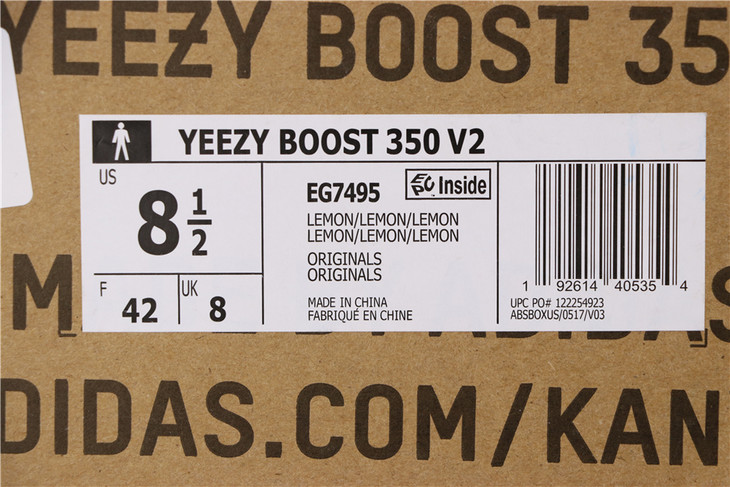 YEEZY BOOST 35
YEEZY BOOST 350 V2
US
8 1/2
F 42
UK 8
EG7495
Inside
LEMON/LEMON/LEMON
LEMON/LEMON/LEMON
ORIGINALS
ORIGINALS
MADE IN CHINA
FABRIQUÉ EN CHINE
1 92614 40535 4
UPC PO# 122254923
ABSBOXUS/0517/V03
M
ADIDAS
DIDAS.COM/KAN